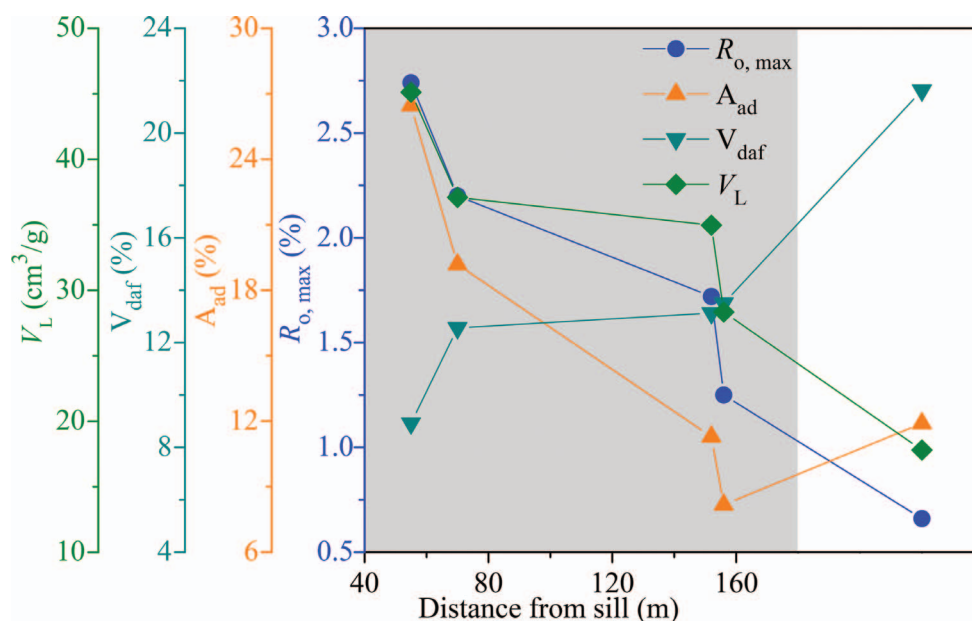 50
40
30
20
10
V_L (cm³/g)
24
20
16
12
8
4
V_daf (%)
30
24
18
12
6
A_ad (%)
3.0
2.5
2.0
1.5
1.0
0.5
R_o, max (%)
R_o, max
A_ad
V_daf
V_L
40 80 120 160
Distance from sill (m)